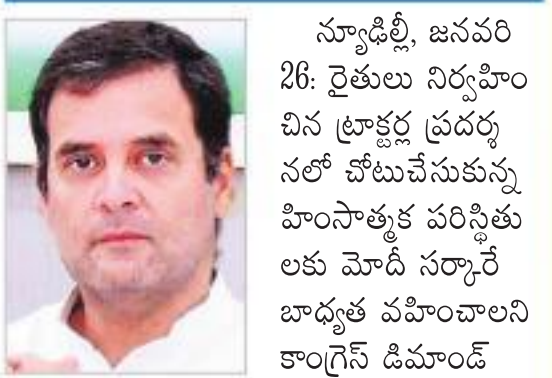 న్యూఢిల్లీ, జనవరి
26: రైతులు నిర్వహిం
చిన ట్రాక్టర్ల ప్రదర్శ
నలో చోటుచేసుకున్న
హింసాత్మక పరిస్థితు
లకు మోదీ సర్కారే
బాధ్యత వహించాలని
కాంగ్రెస్ డిమాండ్